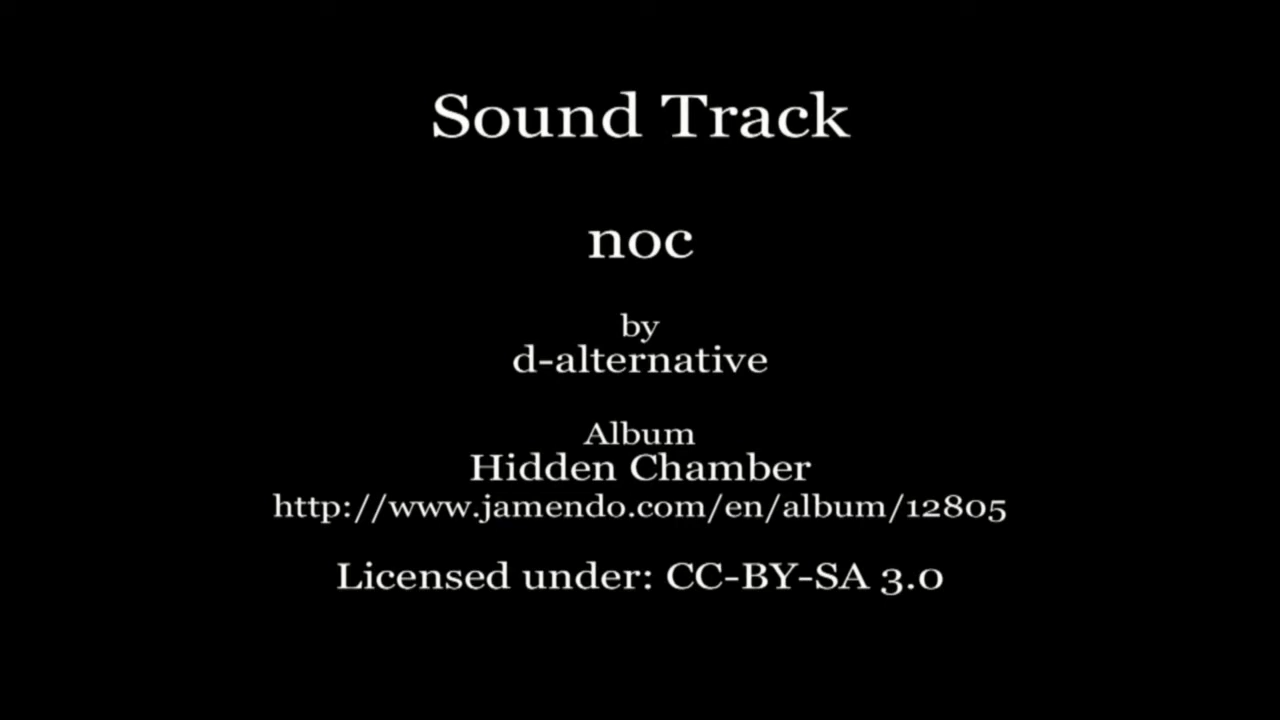 Sound Track
noc
by
d-alternative
Album
Hidden Chamber
http://www.jamendo.com/en/album/12805
Licensed under: CC-BY-SA 3.0